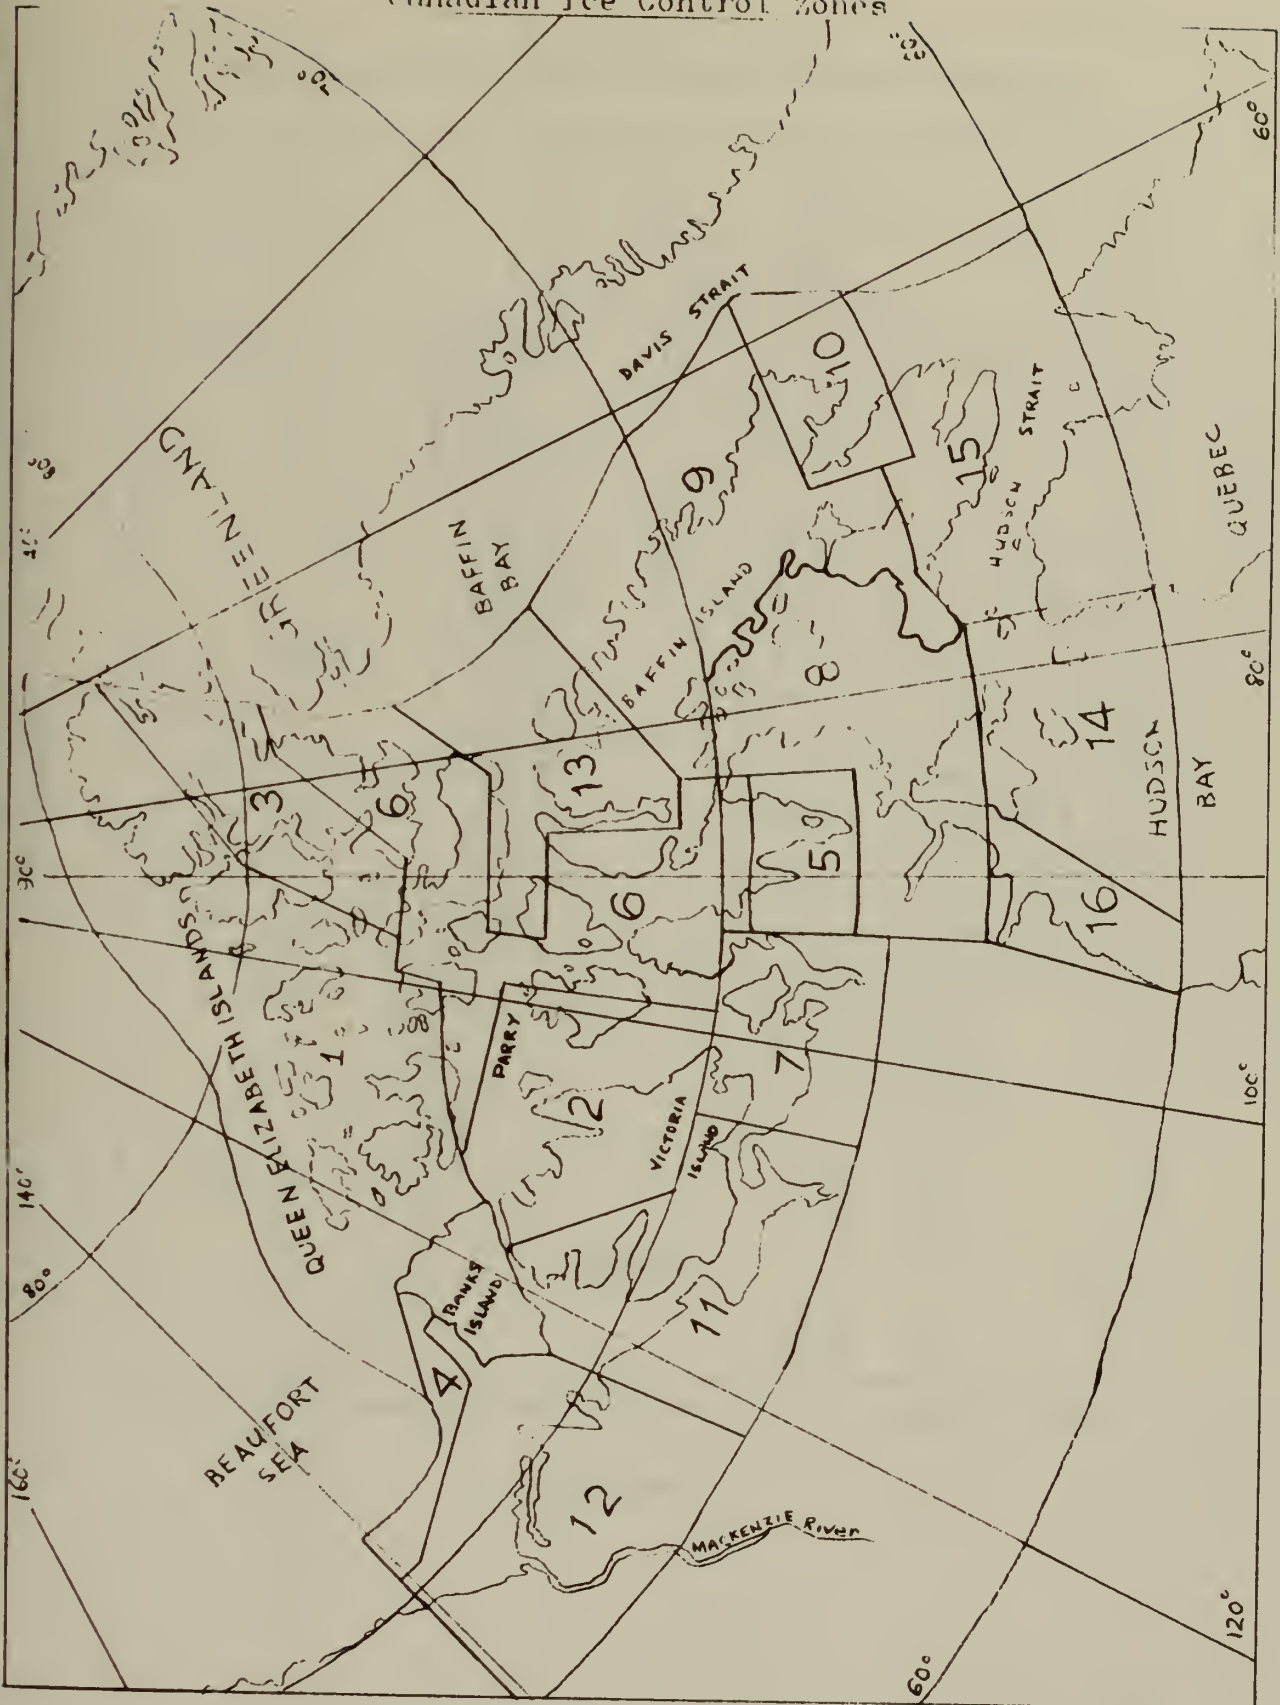 Canadian Ice Control Zones
GREENLAND
DAVIS STRAIT
BAFFIN
BAY
BAFFIN ISLAND
QUEEN ELIZABETH ISLANDS
PARRY
VICTORIA
ISLAND
BANKS
ISLAND
BEAUFORT
SEA
MACKENZIE River
HUDSON
STRAIT
HUDSON
BAY
QUEBEC
1
2
3
4
5
6
6
7
8
9
10
11
12
13
14
15
16
160°
140°
80°
90°
60°
80°
100°
120°
60°